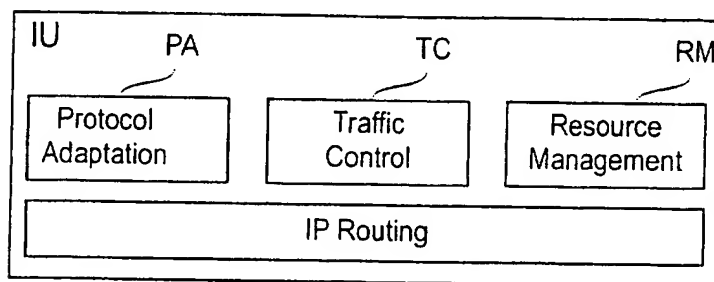 IU
PA
TC
RM
Protocol
Adaptation
Traffic
Control
Resource
Management
IP Routing